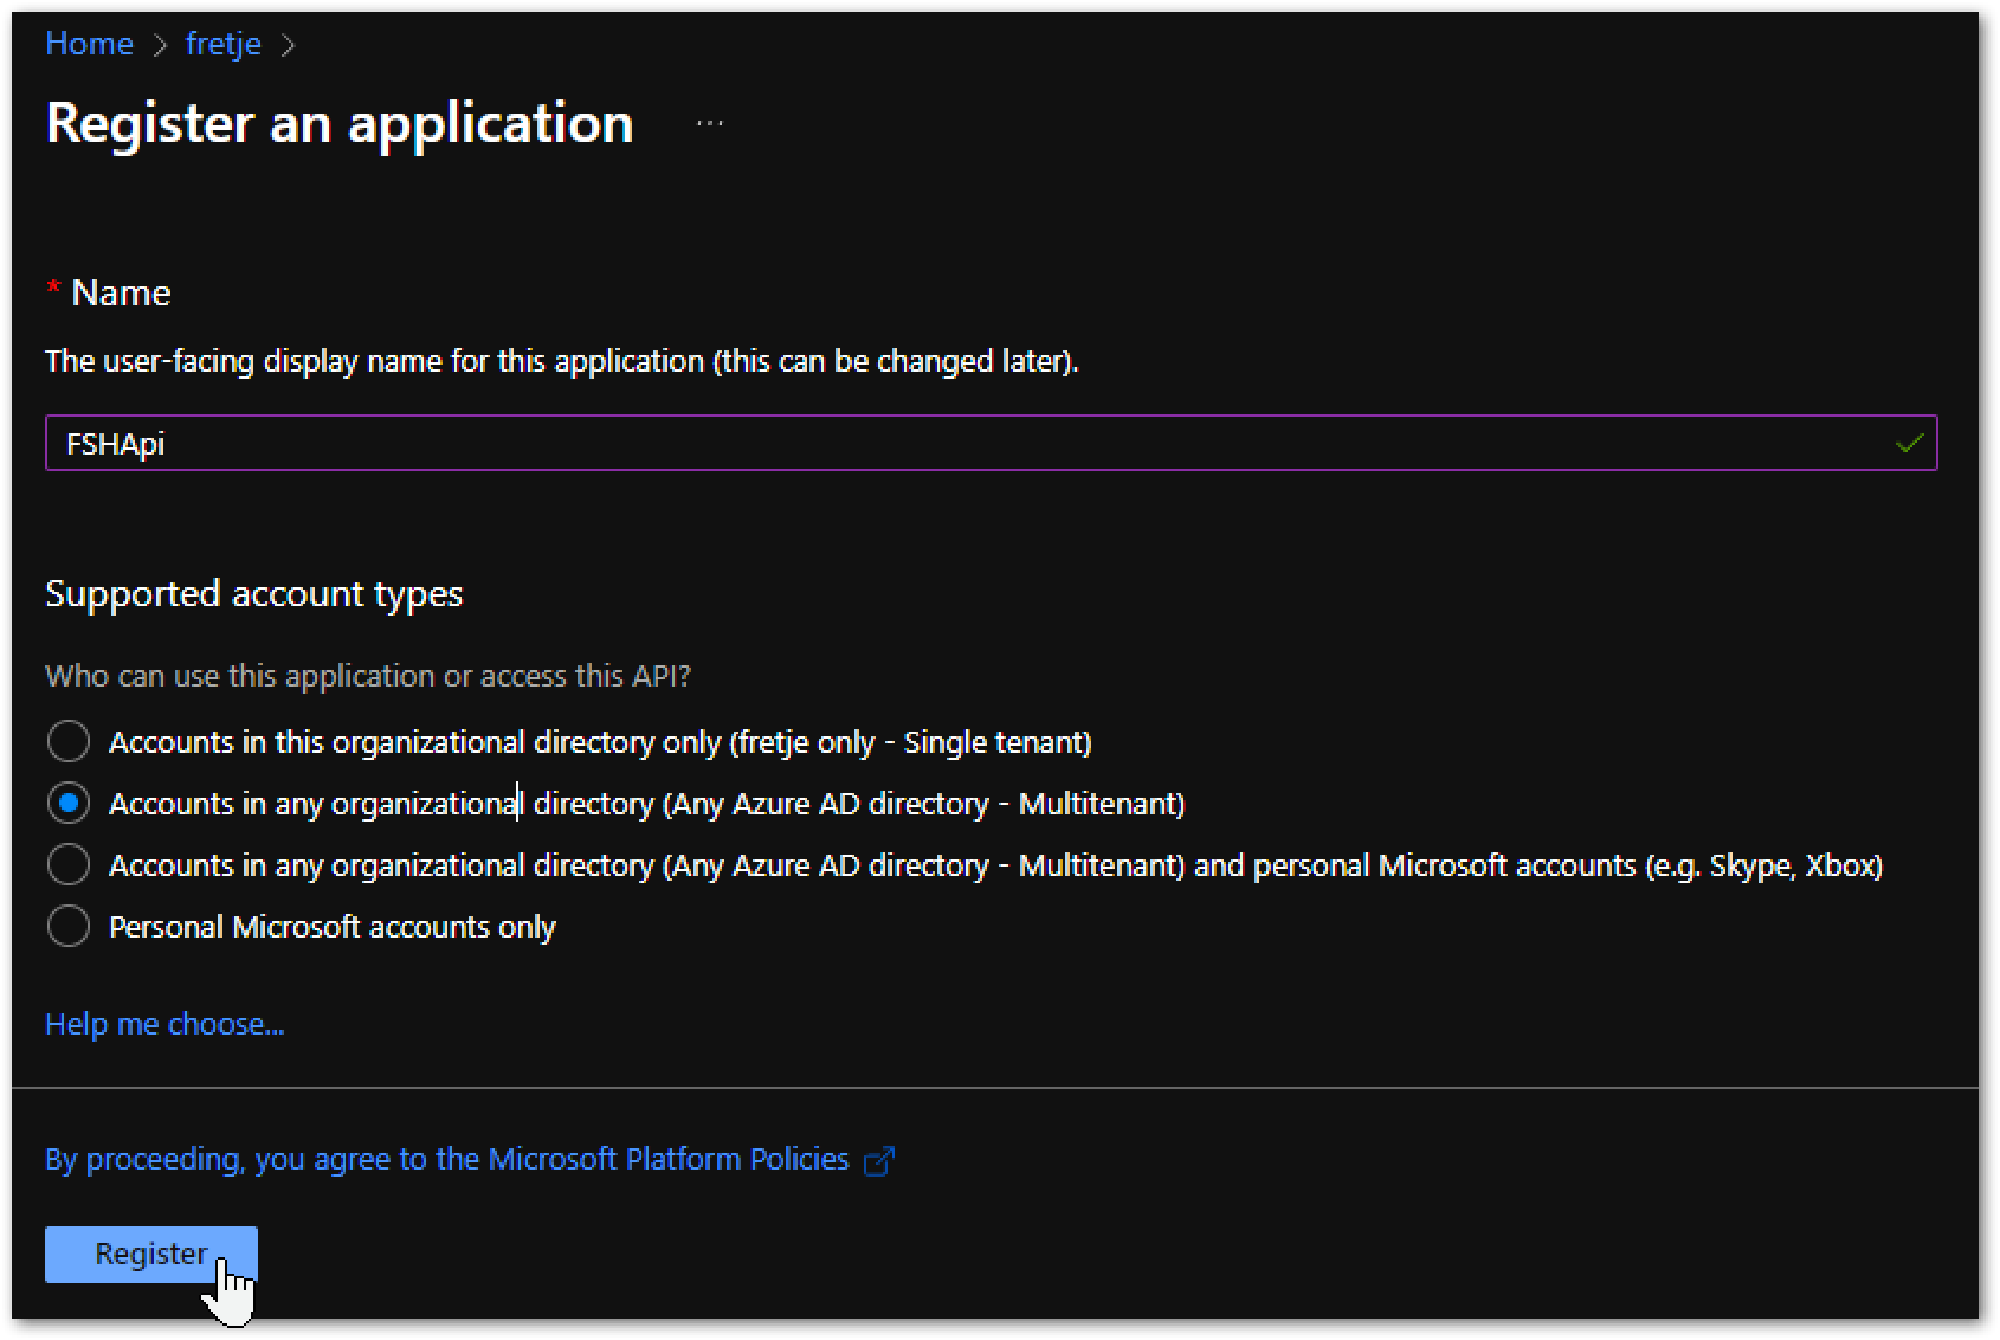 Home > fretje >
Register an application ...
* Name
The user-facing display name for this application (this can be changed later).
FSHApi
Supported account types
Who can use this application or access this API?
Accounts in this organizational directory only (fretje only - Single tenant)
Accounts in any organizational directory (Any Azure AD directory - Multitenant)
Accounts in any organizational directory (Any Azure AD directory - Multitenant) and personal Microsoft accounts (e.g. Skype, Xbox)
Personal Microsoft accounts only
Help me choose...
By proceeding, you agree to the Microsoft Platform Policies
Register